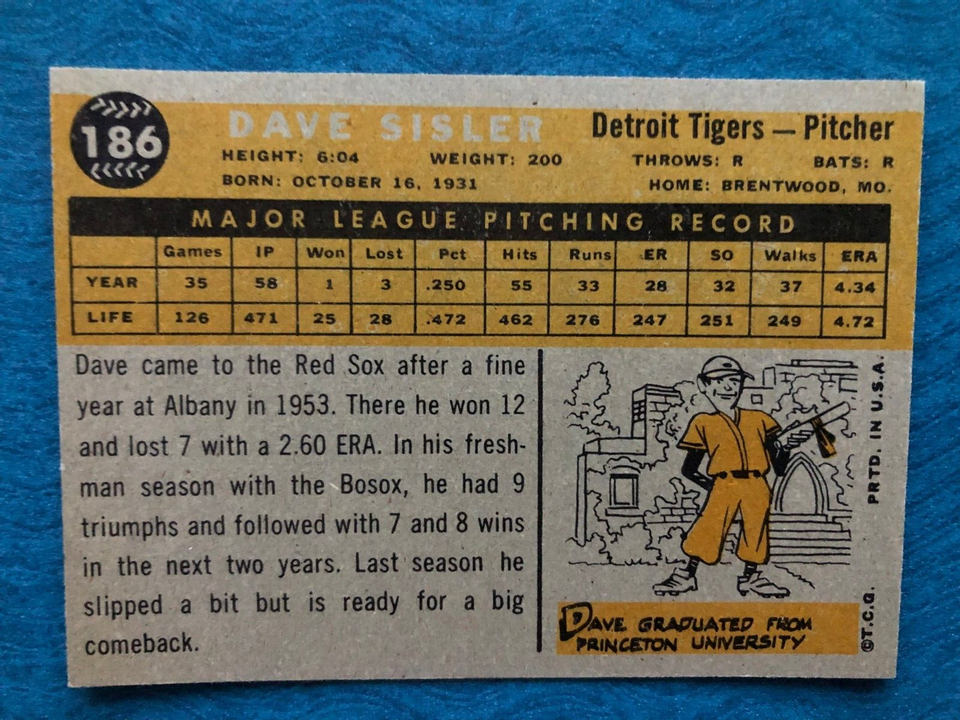 186
DAVE SISLER Detroit Tigers — Pitcher
HEIGHT: 6:04 WEIGHT: 200 THROWS: R BATS: R
BORN: OCTOBER 16, 1931 HOME: BRENTWOOD, MO.
MAJOR LEAGUE PITCHING RECORD
Games IP Won Lost Pct Hits Runs ER SO Walks ERA
YEAR 35 58 1 3 .250 55 33 28 32 37 4.34
LIFE 126 471 25 28 .472 462 276 247 251 249 4.72
Dave came to the Red Sox after a fine
year at Albany in 1953. There he won 12
and lost 7 with a 2.60 ERA. In his fresh-
man season with the Bosox, he had 9
triumphs and followed with 7 and 8 wins
in the next two years. Last season he
slipped a bit but is ready for a big
comeback.
DAVE GRADUATED FROM
PRINCETON UNIVERSITY
©T.C.G. PRTD. IN U.S.A.